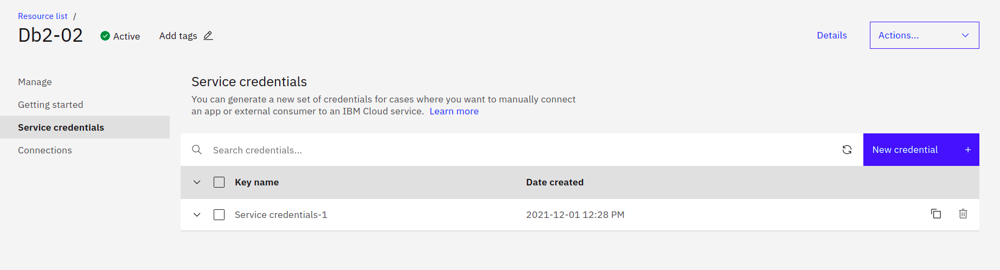 Resource list /
Db2-02 Active Add tags
Details Actions...
Manage
Getting started
Service credentials
Connections
Service credentials
You can generate a new set of credentials for cases where you want to manually connect
an app or external consumer to an IBM Cloud service. Learn more
Search credentials... New credential +
Key name Date created
Service credentials-1 2021-12-01 12:28 PM